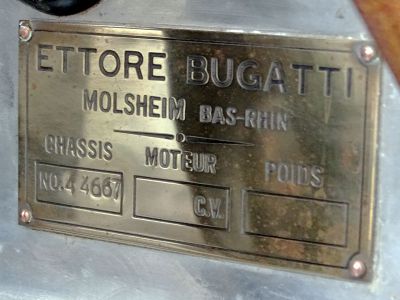 ETTORE BUGATTI
MOLSHEIM BAS-RHIN
CHASSIS MOTEUR POIDS
NO.4 4667 C.V.